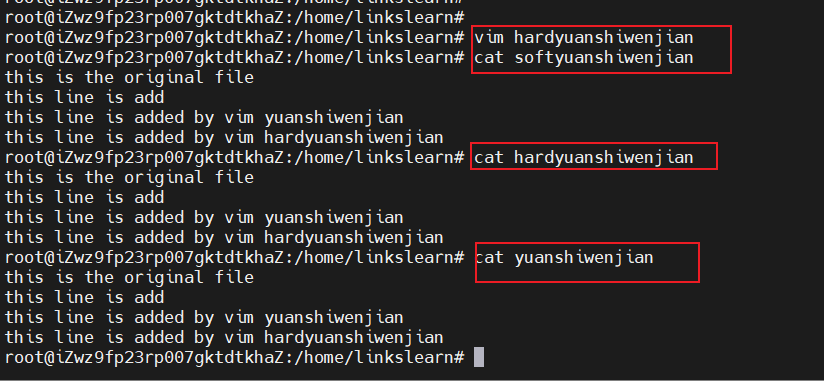 root@iZwz9fp23rp007gktdtkhaZ:/home/linkslearn#
root@iZwz9fp23rp007gktdtkhaZ:/home/linkslearn#
root@iZwz9fp23rp007gktdtkhaZ:/home/linkslearn# vim hardyuanshiwenjian
root@iZwz9fp23rp007gktdtkhaZ:/home/linkslearn# cat softyuanshiwenjian
this is the original file
this line is add
this line is added by vim yuanshiwenjian
this line is added by vim hardyuanshiwenjian
root@iZwz9fp23rp007gktdtkhaZ:/home/linkslearn# cat hardyuanshiwenjian
this is the original file
this line is add
this line is added by vim yuanshiwenjian
this line is added by vim hardyuanshiwenjian
root@iZwz9fp23rp007gktdtkhaZ:/home/linkslearn# cat yuanshiwenjian
this is the original file
this line is add
this line is added by vim yuanshiwenjian
this line is added by vim hardyuanshiwenjian
root@iZwz9fp23rp007gktdtkhaZ:/home/linkslearn#